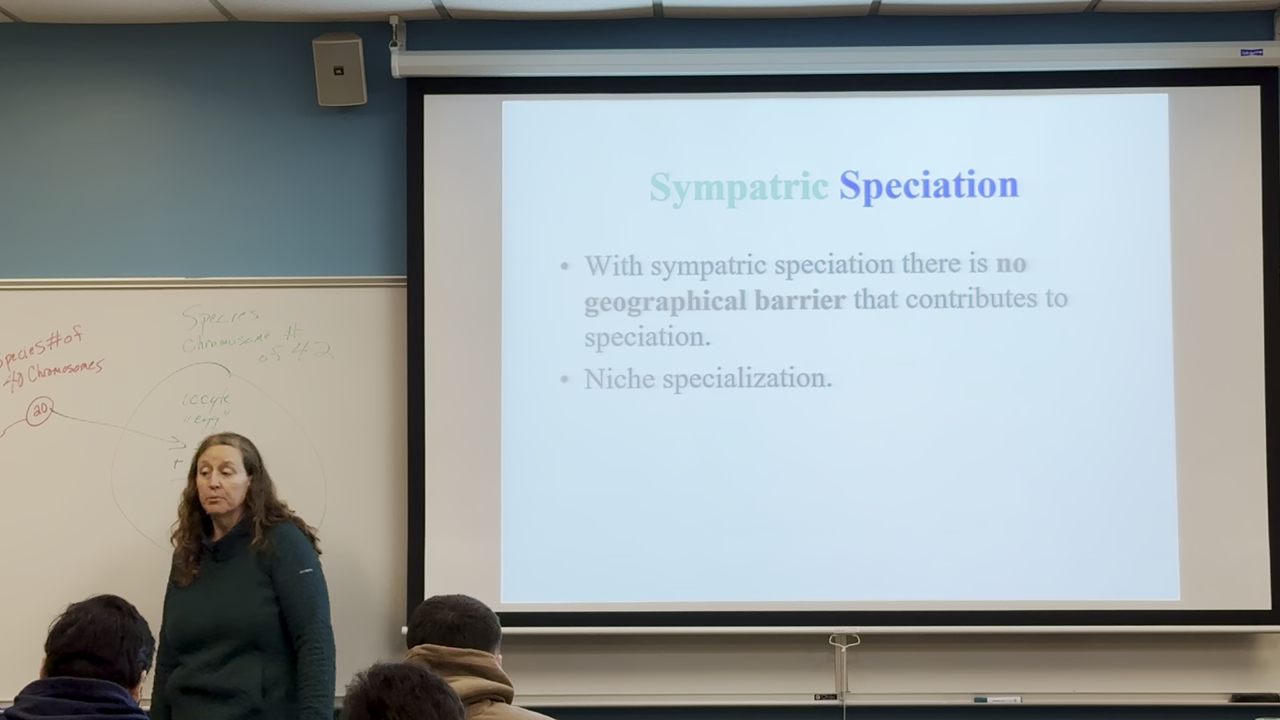 Sympatric Speciation
• With sympatric speciation there is no
geographical barrier that contributes to
speciation.
• Niche specialization.
Species # of
40 Chromosomes
20
Species
Chromosome #
of 42